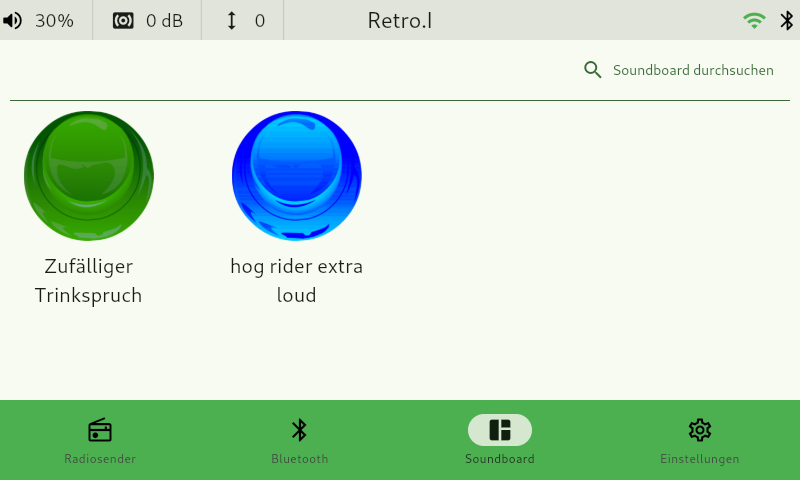 30%
0 dB
0
Retro.I
Soundboard durchsuchen
Zufälliger
Trinkspruch
hog rider extra
loud
Radiosender
Bluetooth
Soundboard
Einstellungen